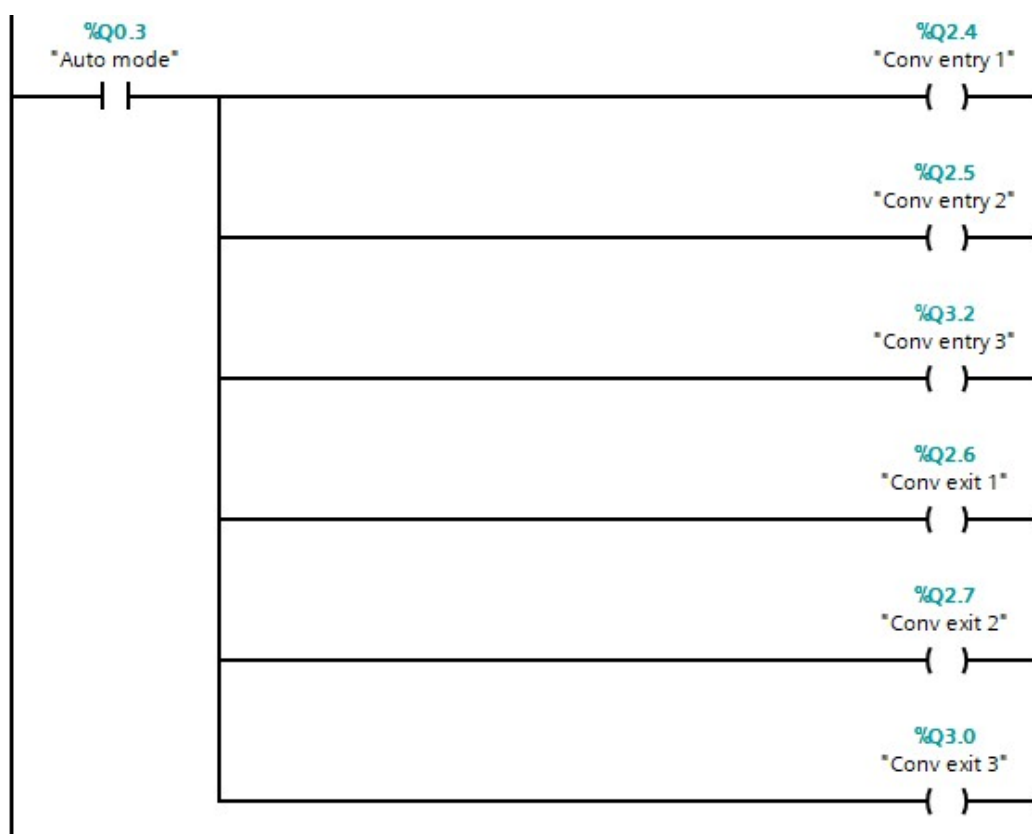 %Q0.3
"Auto mode"
%Q2.4
"Conv entry 1"
%Q2.5
"Conv entry 2"
%Q3.2
"Conv entry 3"
%Q2.6
"Conv exit 1"
%Q2.7
"Conv exit 2"
%Q3.0
"Conv exit 3"